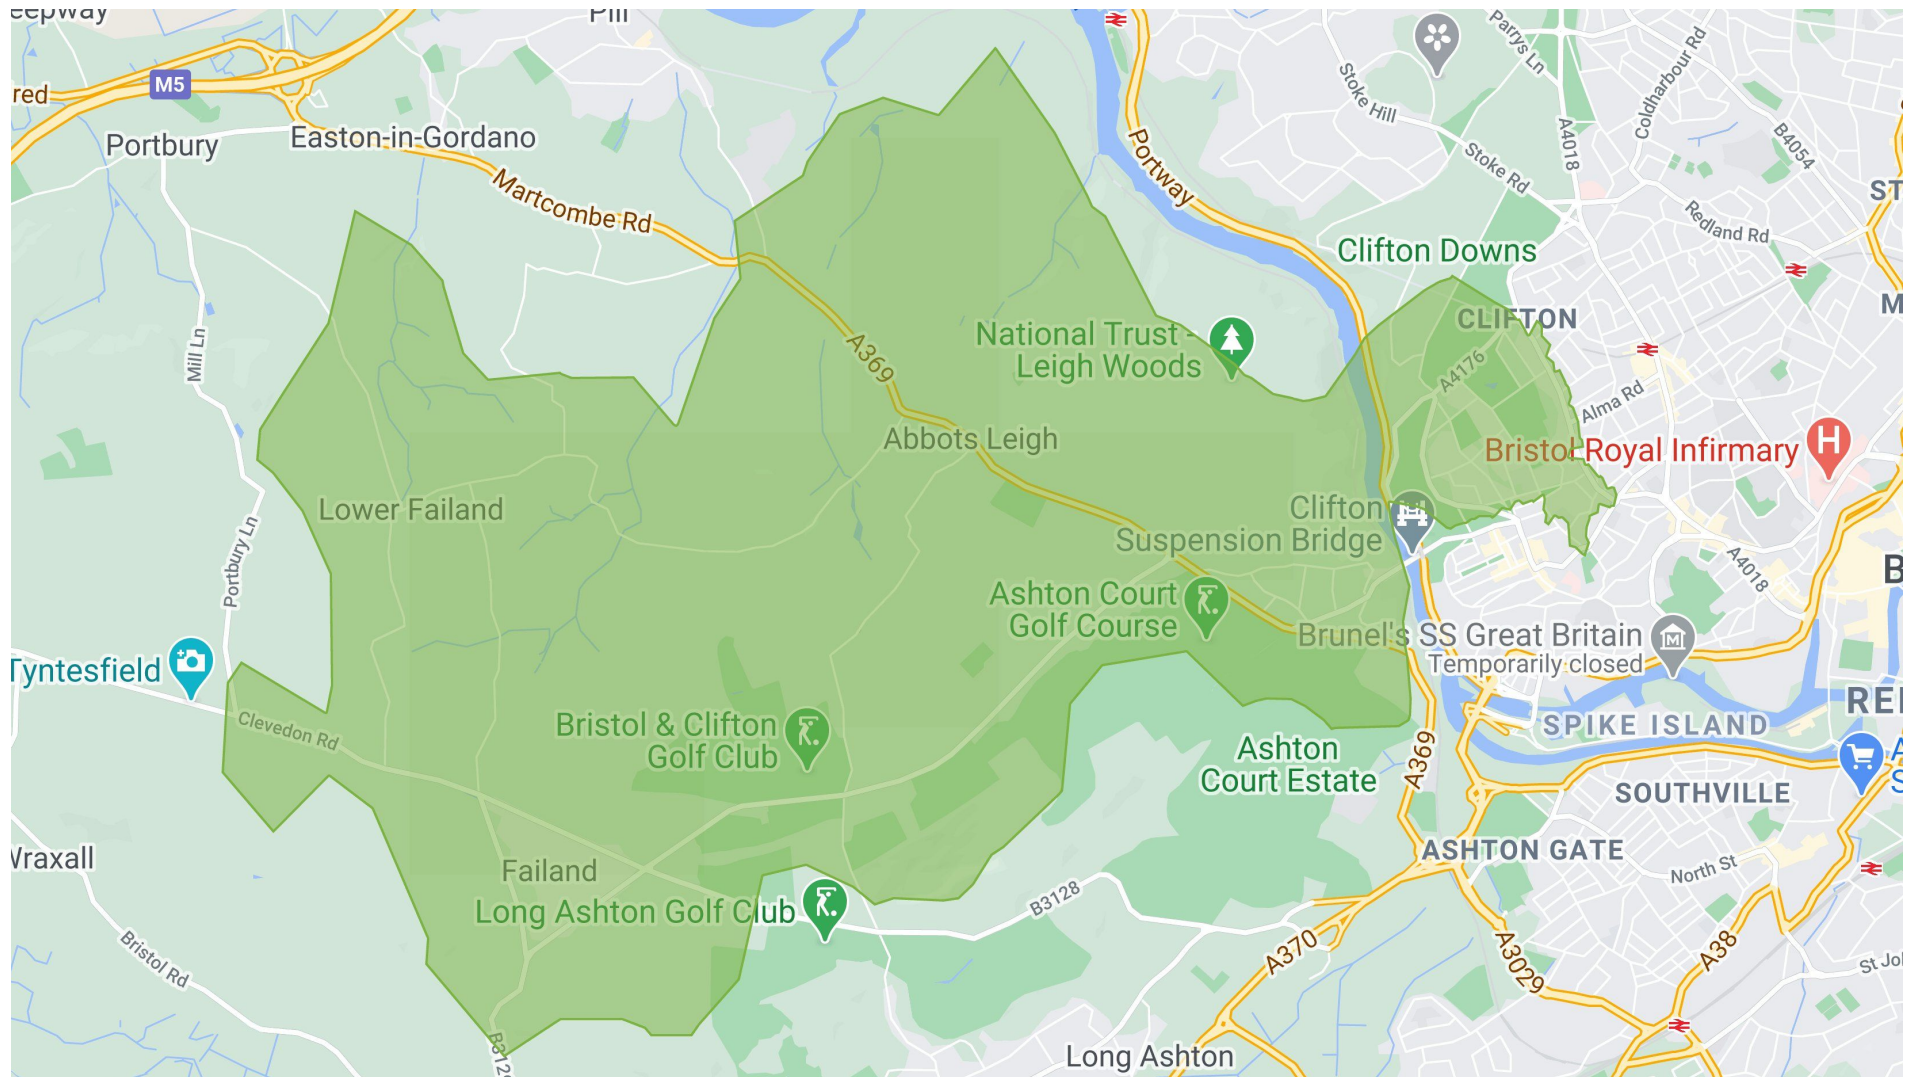 Pill
M5
red
Portbury
Easton-in-Gordano
Martcombe Rd
Portway
Parrys Ln
Stoke Hill
Coldharbour Rd
A4018
B4054
Stoke Rd
ST
Redland Rd
Clifton Downs
M
CLIFTON
Mill Ln
National Trust -
Leigh Woods
A369
A4176
Alma Rd
Abbots Leigh
Bristol Royal Infirmary
Lower Failand
Clifton
Suspension Bridge
Portbury Ln
A4018
B
Ashton Court
Golf Course
Brunel's SS Great Britain
Temporarily closed
Tyntesfield
REI
Clevedon Rd
Bristol & Clifton
Golf Club
SPIKE ISLAND
Ashton
Court Estate
A369
A
S
SOUTHVILLE
Wraxall
ASHTON GATE
North St
Failand
Long Ashton Golf Club
B3128
Bristol Rd
A370
A3029
A38
St Jo
B312
Long Ashton